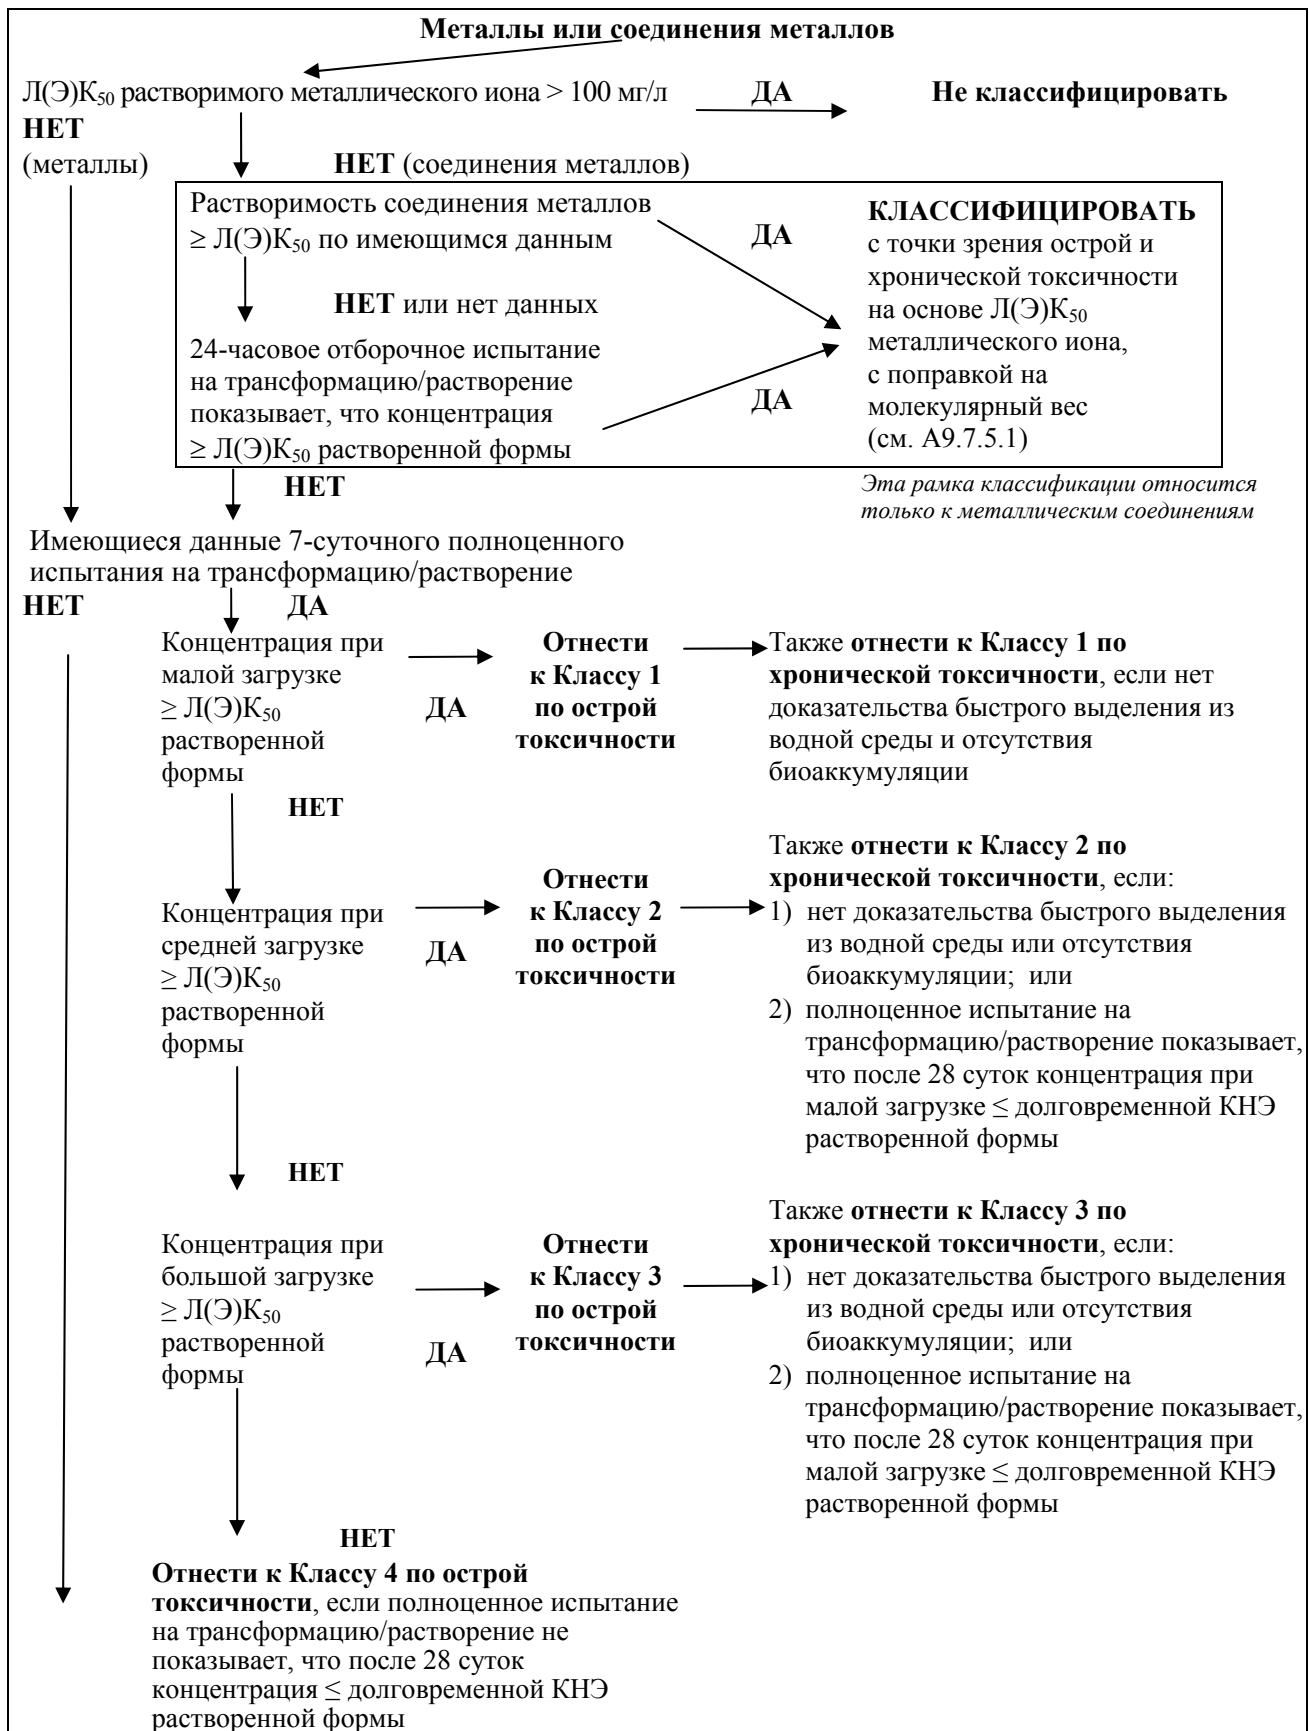 Металлы или соединения металлов
Л(Э)К50 растворимого металлического иона > 100 мг/л
ДА
Не классифицировать
НЕТ
(металлы)
НЕТ (соединения металлов)
Растворимость соединения металлов
≥ Л(Э)К50 по имеющимся данным
ДА
НЕТ или нет данных
24-часовое отборочное испытание
на трансформацию/растворение
показывает, что концентрация
≥ Л(Э)К50 растворенной формы
ДА
КЛАССИФИЦИРОВАТЬ
с точки зрения острой и
хронической токсичности
на основе Л(Э)К50
металлического иона,
с поправкой на
молекулярный вес
(см. A9.7.5.1)
НЕТ
Эта рамка классификации относится
только к металлическим соединениям
Имеющиеся данные 7-суточного полноценного
испытания на трансформацию/растворение
НЕТ
ДА
Концентрация при
малой загрузке
≥ Л(Э)К50
растворенной
формы
ДА
Отнести
к Классу 1
по острой
токсичности
Также отнести к Классу 1 по
хронической токсичности, если нет
доказательства быстрого выделения из
водной среды и отсутствия
биоаккумуляции
НЕТ
Концентрация при
средней загрузке
≥ Л(Э)К50
растворенной
формы
ДА
Отнести
к Классу 2
по острой
токсичности
Также отнести к Классу 2 по
хронической токсичности, если:
1) нет доказательства быстрого выделения
из водной среды или отсутствия
биоаккумуляции; или
2) полноценное испытание на
трансформацию/растворение показывает,
что после 28 суток концентрация при
малой загрузке ≤ долговременной КНЭ
растворенной формы
НЕТ
Концентрация при
большой загрузке
≥ Л(Э)К50
растворенной
формы
ДА
Отнести
к Классу 3
по острой
токсичности
Также отнести к Классу 3 по
хронической токсичности, если:
1) нет доказательства быстрого выделения
из водной среды или отсутствия
биоаккумуляции; или
2) полноценное испытание на
трансформацию/растворение показывает,
что после 28 суток концентрация при
малой загрузке ≤ долговременной КНЭ
растворенной формы
НЕТ
Отнести к Классу 4 по острой
токсичности, если полноценное испытание
на трансформацию/растворение не
показывает, что после 28 суток
концентрация ≤ долговременной КНЭ
растворенной формы